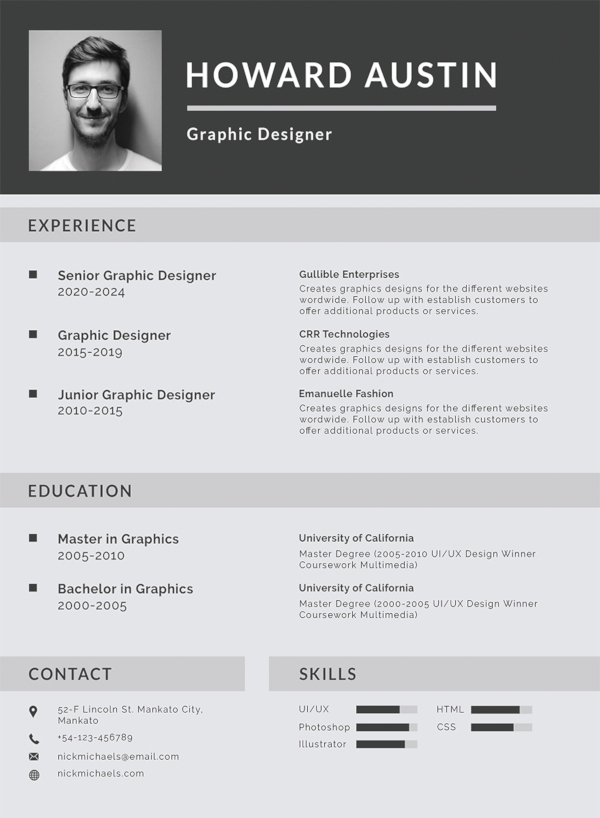 HOWARD AUSTIN
Graphic Designer
EXPERIENCE
Senior Graphic Designer
2020-2024
Gullible Enterprises
Creates graphics designs for the different websites
wordwide. Follow up with establish customers to
offer additional products or services.
Graphic Designer
2015-2019
CRR Technologies
Creates graphics designs for the different websites
wordwide. Follow up with establish customers to
offer additional products or services.
Junior Graphic Designer
2010-2015
Emanuelle Fashion
Creates graphics designs for the different websites
wordwide. Follow up with establish customers to
offer additional products or services.
EDUCATION
Master in Graphics
2005-2010
University of California
Master Degree (2005-2010 UI/UX Design Winner
Coursework Multimedia)
Bachelor in Graphics
2000-2005
University of California
Master Degree (2000-2005 UI/UX Design Winner
Coursework Multimedia)
CONTACT
52-F Lincoln St. Mankato City,
Mankato
+54-123-456789
nickmichaels@email.com
nickmichaels.com
SKILLS
UI/UX
HTML
Photoshop
CSS
Illustrator